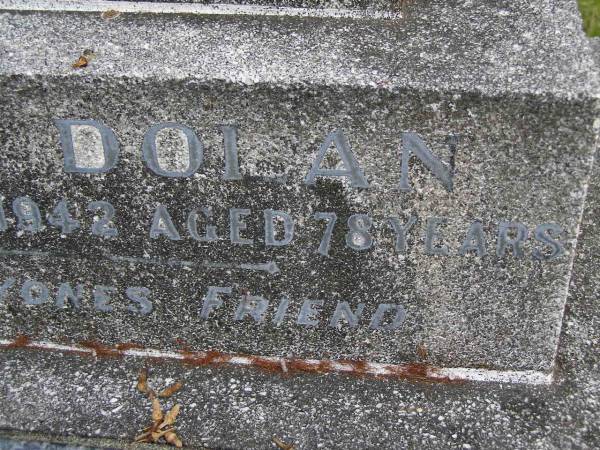 DOLAN
1942 AGED 78 YEARS
YONES FRIEND